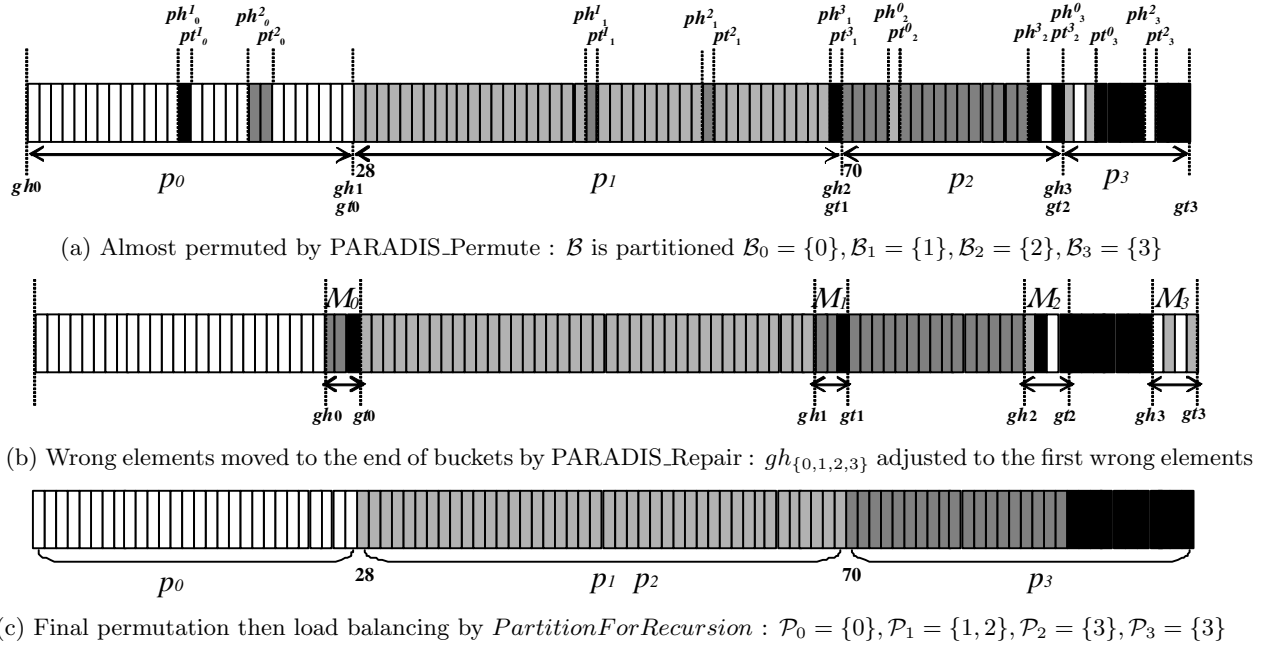 ph¹₀ ph²₀ ph¹₁ ph²₁ ph³₁ ph⁰₂ ph³₂ ph⁰₃ ph²₃
pt¹₀ pt²₀ pt¹₁ pt²₁ pt³₁ pt⁰₂ pt³₂ pt⁰₃ pt²₃
gh0 p₀ gh1 28 p₁ gh2 70 p₂ gh3 p₃
gt0 gt1 gt2 gt3
(a) Almost permuted by PARADIS_Permute : ℬ is partitioned ℬ₀ = {0}, ℬ₁ = {1}, ℬ₂ = {2}, ℬ₃ = {3}
M₀ M₁ M₂ M₃
gh0 gt0 gh1 gt1 gh2 gt2 gh3 gt3
(b) Wrong elements moved to the end of buckets by PARADIS_Repair : gh{0,1,2,3} adjusted to the first wrong elements
p₀ 28 p₁ p₂ 70 p₃
(c) Final permutation then load balancing by PartitionForRecursion : 𝒫₀ = {0}, 𝒫₁ = {1, 2}, 𝒫₂ = {3}, 𝒫₃ = {3}